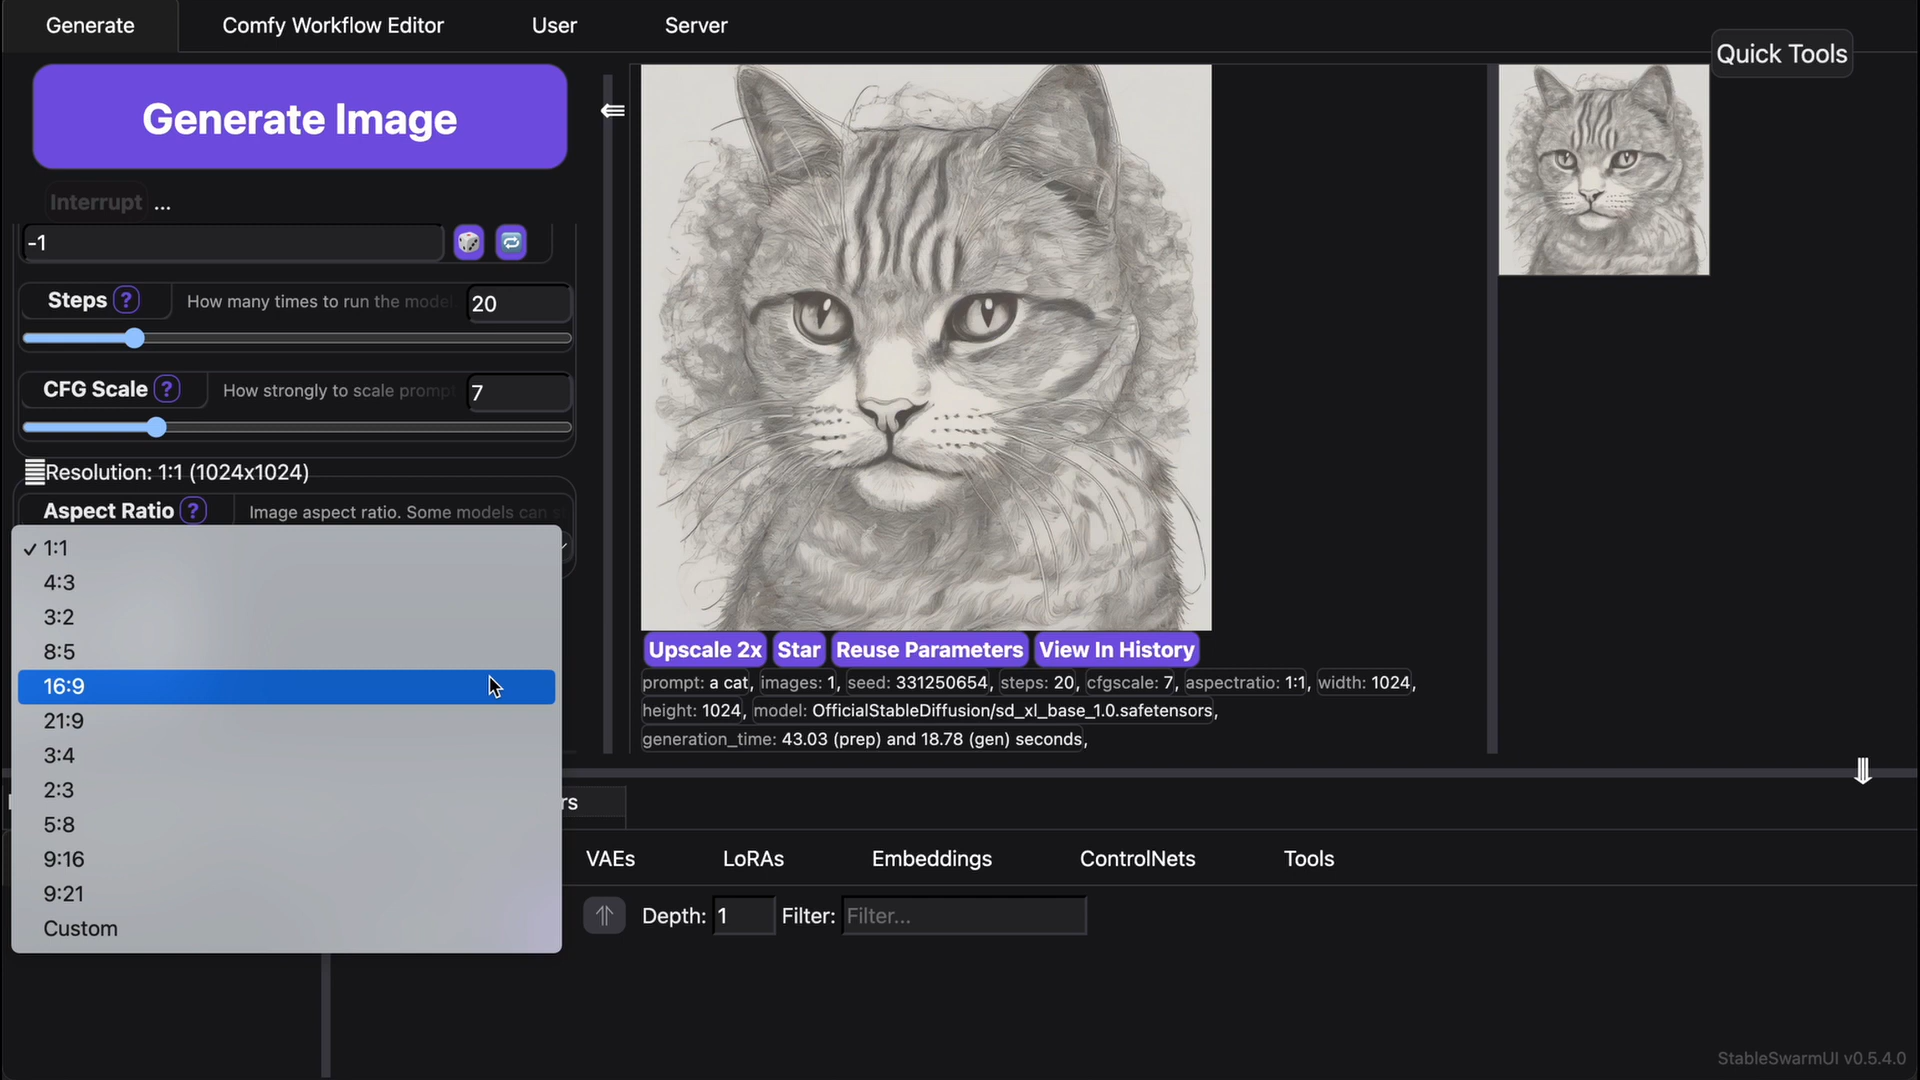 Generate
Comfy Workflow Editor
User
Server
Quick Tools
Generate Image
Interrupt ...
-1
Steps ? How many times to run the model 20
CFG Scale ? How strongly to scale prompt 7
Resolution: 1:1 (1024x1024)
Aspect Ratio ? Image aspect ratio. Some models can
✓ 1:1
4:3
3:2
8:5
16:9
21:9
3:4
2:3
5:8
9:16
9:21
Custom
Upscale 2x Star Reuse Parameters View In History
prompt: a cat, images: 1, seed: 331250654, steps: 20, cfgscale: 7, aspectratio: 1:1, width: 1024,
height: 1024, model: OfficialStableDiffusion/sd_xl_base_1.0.safetensors,
generation_time: 43.03 (prep) and 18.78 (gen) seconds,
rs
VAEs LoRAs Embeddings ControlNets Tools
Depth: 1 Filter: Filter...
StableSwarmUI v0.5.4.0